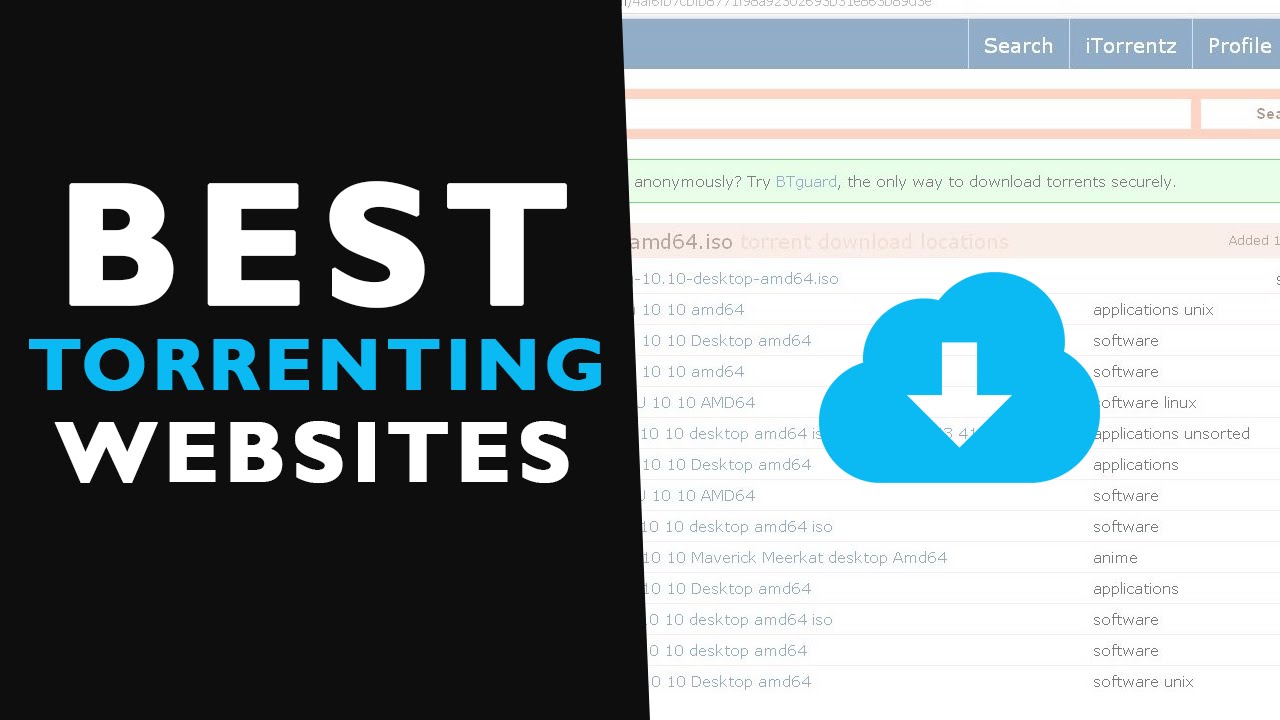 BEST
TORRENTING
WEBSITES
Search iTorrentz Profile
anonymously? Try BTguard, the only way to download torrents securely.
amd64.iso torrent download locations Added 1
-10.10-desktop-amd64.iso
10 10 amd64 applications unix
10 10 Desktop amd64 software
10 10 amd64 software
10 10 AMD64 software linux
10 10 desktop amd64 applications unsorted
10 10 Desktop amd64 applications
10 10 AMD64 software
10 10 desktop amd64 iso software
10 10 Maverick Meerkat desktop Amd64 anime
10 10 Desktop amd64 applications
10 10 desktop amd64 iso software
10 10 desktop amd64 software
10 10 Desktop amd64 software unix